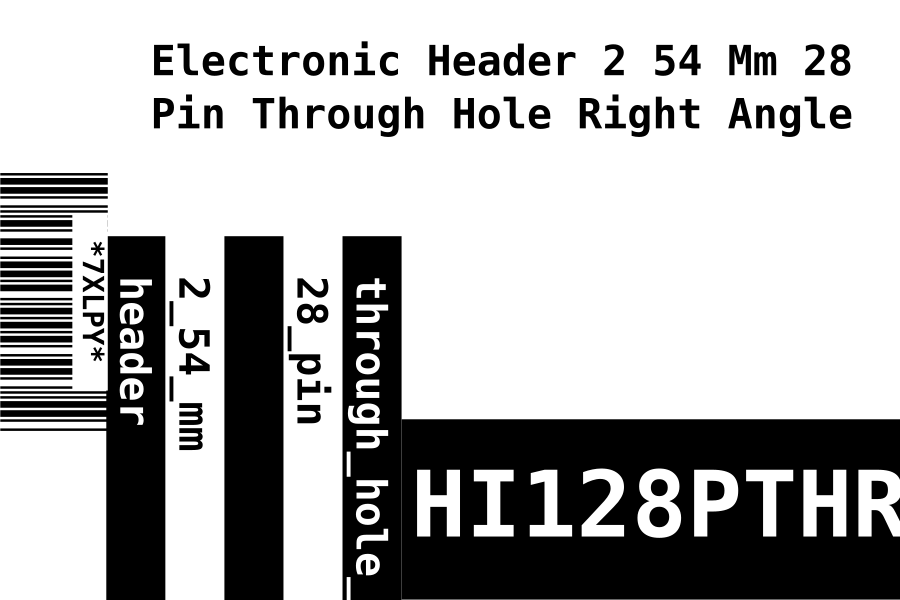 Electronic Header 2 54 Mm 28
Pin Through Hole Right Angle
*7XLPY*
header
2_54_mm
28_pin
through_hole_
HI128PTHR